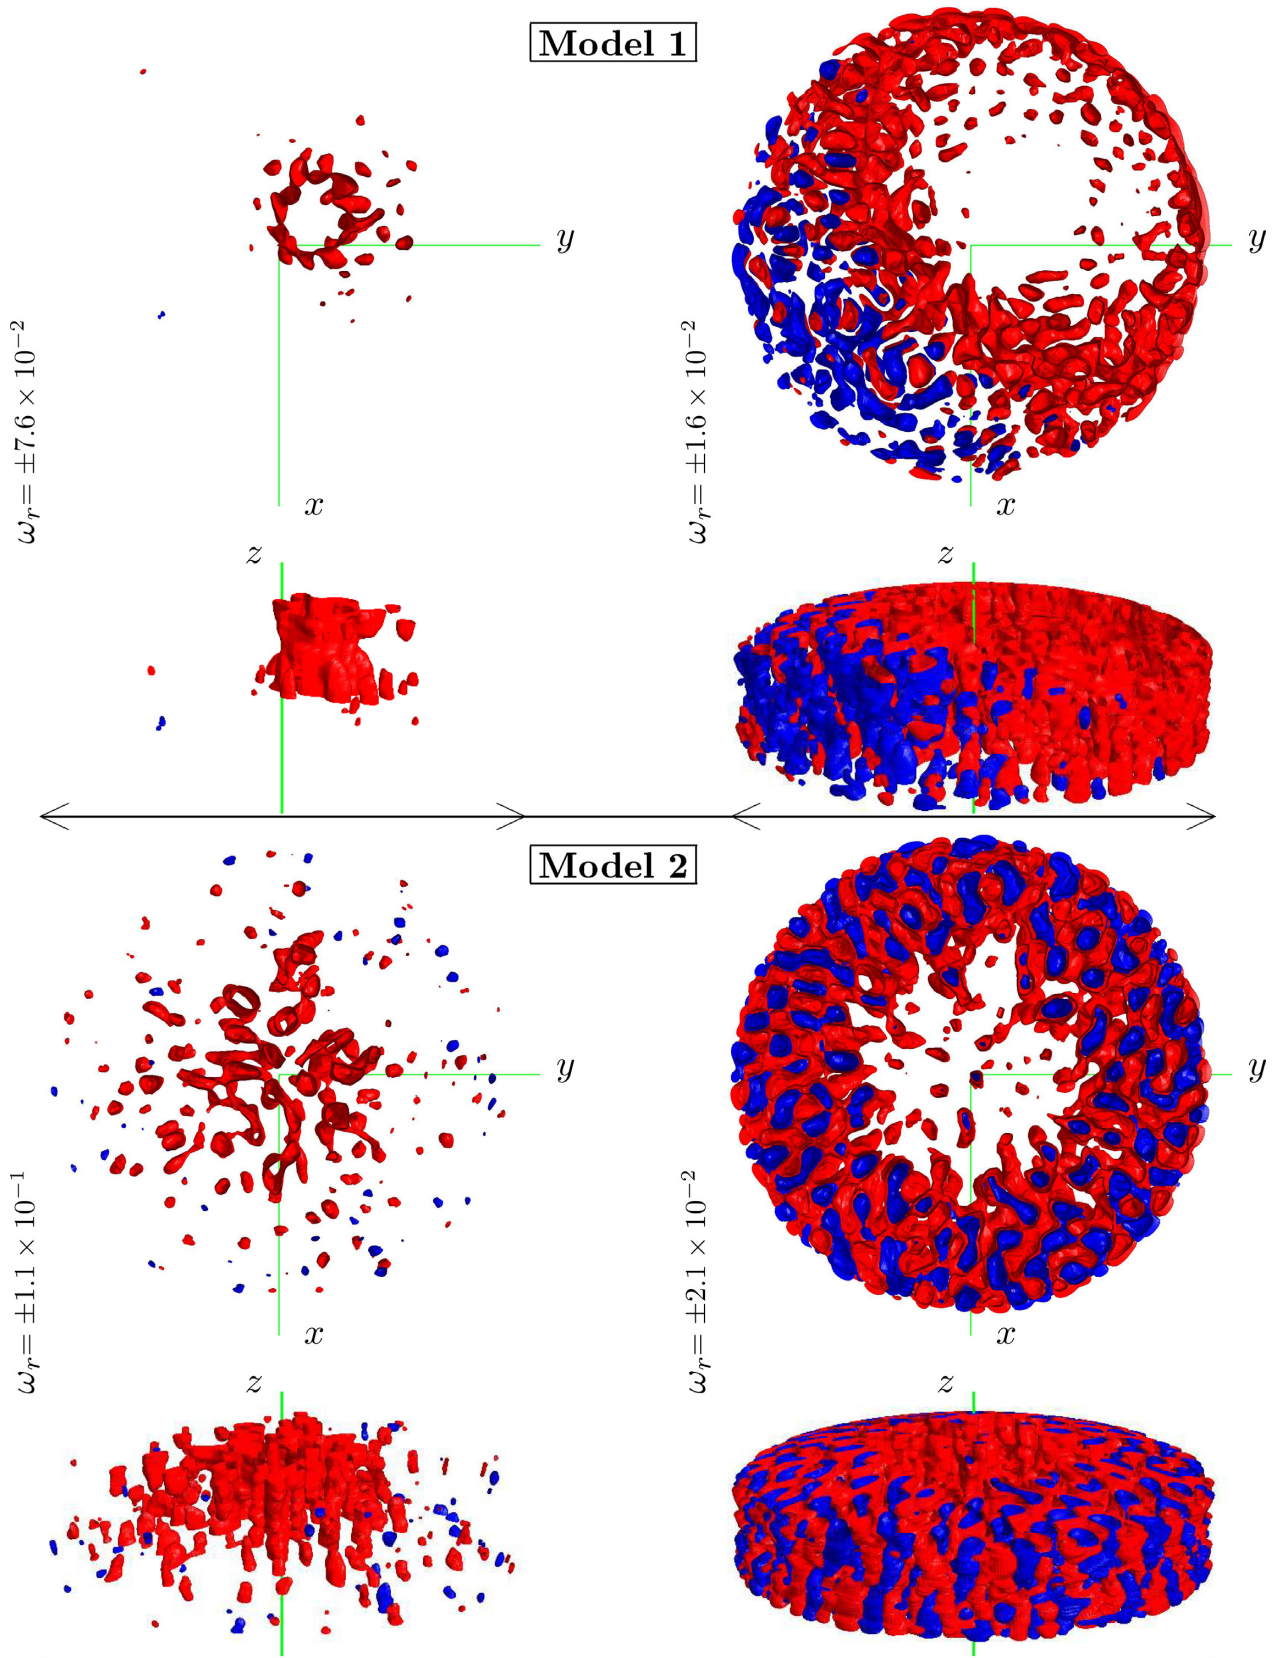 Model 1
y
y
ωr= ±7.6 × 10−2
ωr= ±1.6 × 10−2
x
x
z
z
Model 2
y
y
ωr= ±1.1 × 10−1
ωr= ±2.1 × 10−2
x
x
z
z